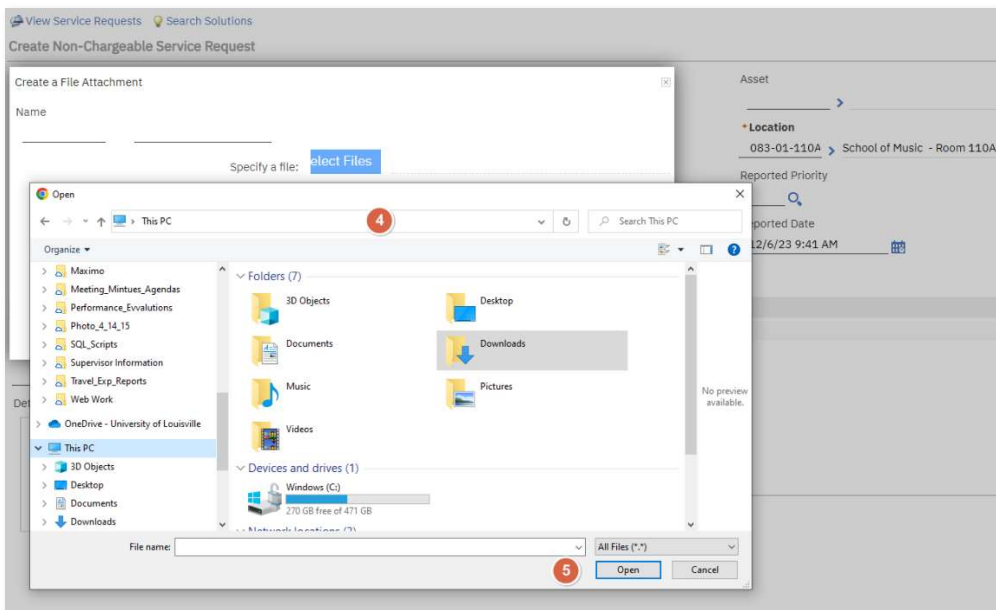 View Service Requests Search Solutions
Create Non-Chargeable Service Request
Create a File Attachment
Name
Specify a file: elect Files
Asset
*Location
083-01-110A School of Music - Room 110A
Reported Priority
ported Date
12/6/23 9:41 AM
Open
This PC
4
Search This PC
Organize
Maximo
Meeting_Mintues_Agendas
Performance_Evvalutions
Photo_4_14_15
SQL_Scripts
Supervisor Information
Travel_Exp_Reports
Web Work
OneDrive - University of Louisville
This PC
3D Objects
Desktop
Documents
Downloads
Folders (7)
3D Objects
Desktop
Documents
Downloads
Music
Pictures
Videos
Devices and drives (1)
Windows (C:)
270 GB free of 471 GB
No preview
available.
Det
File name:
All Files (*.*)
5
Open
Cancel